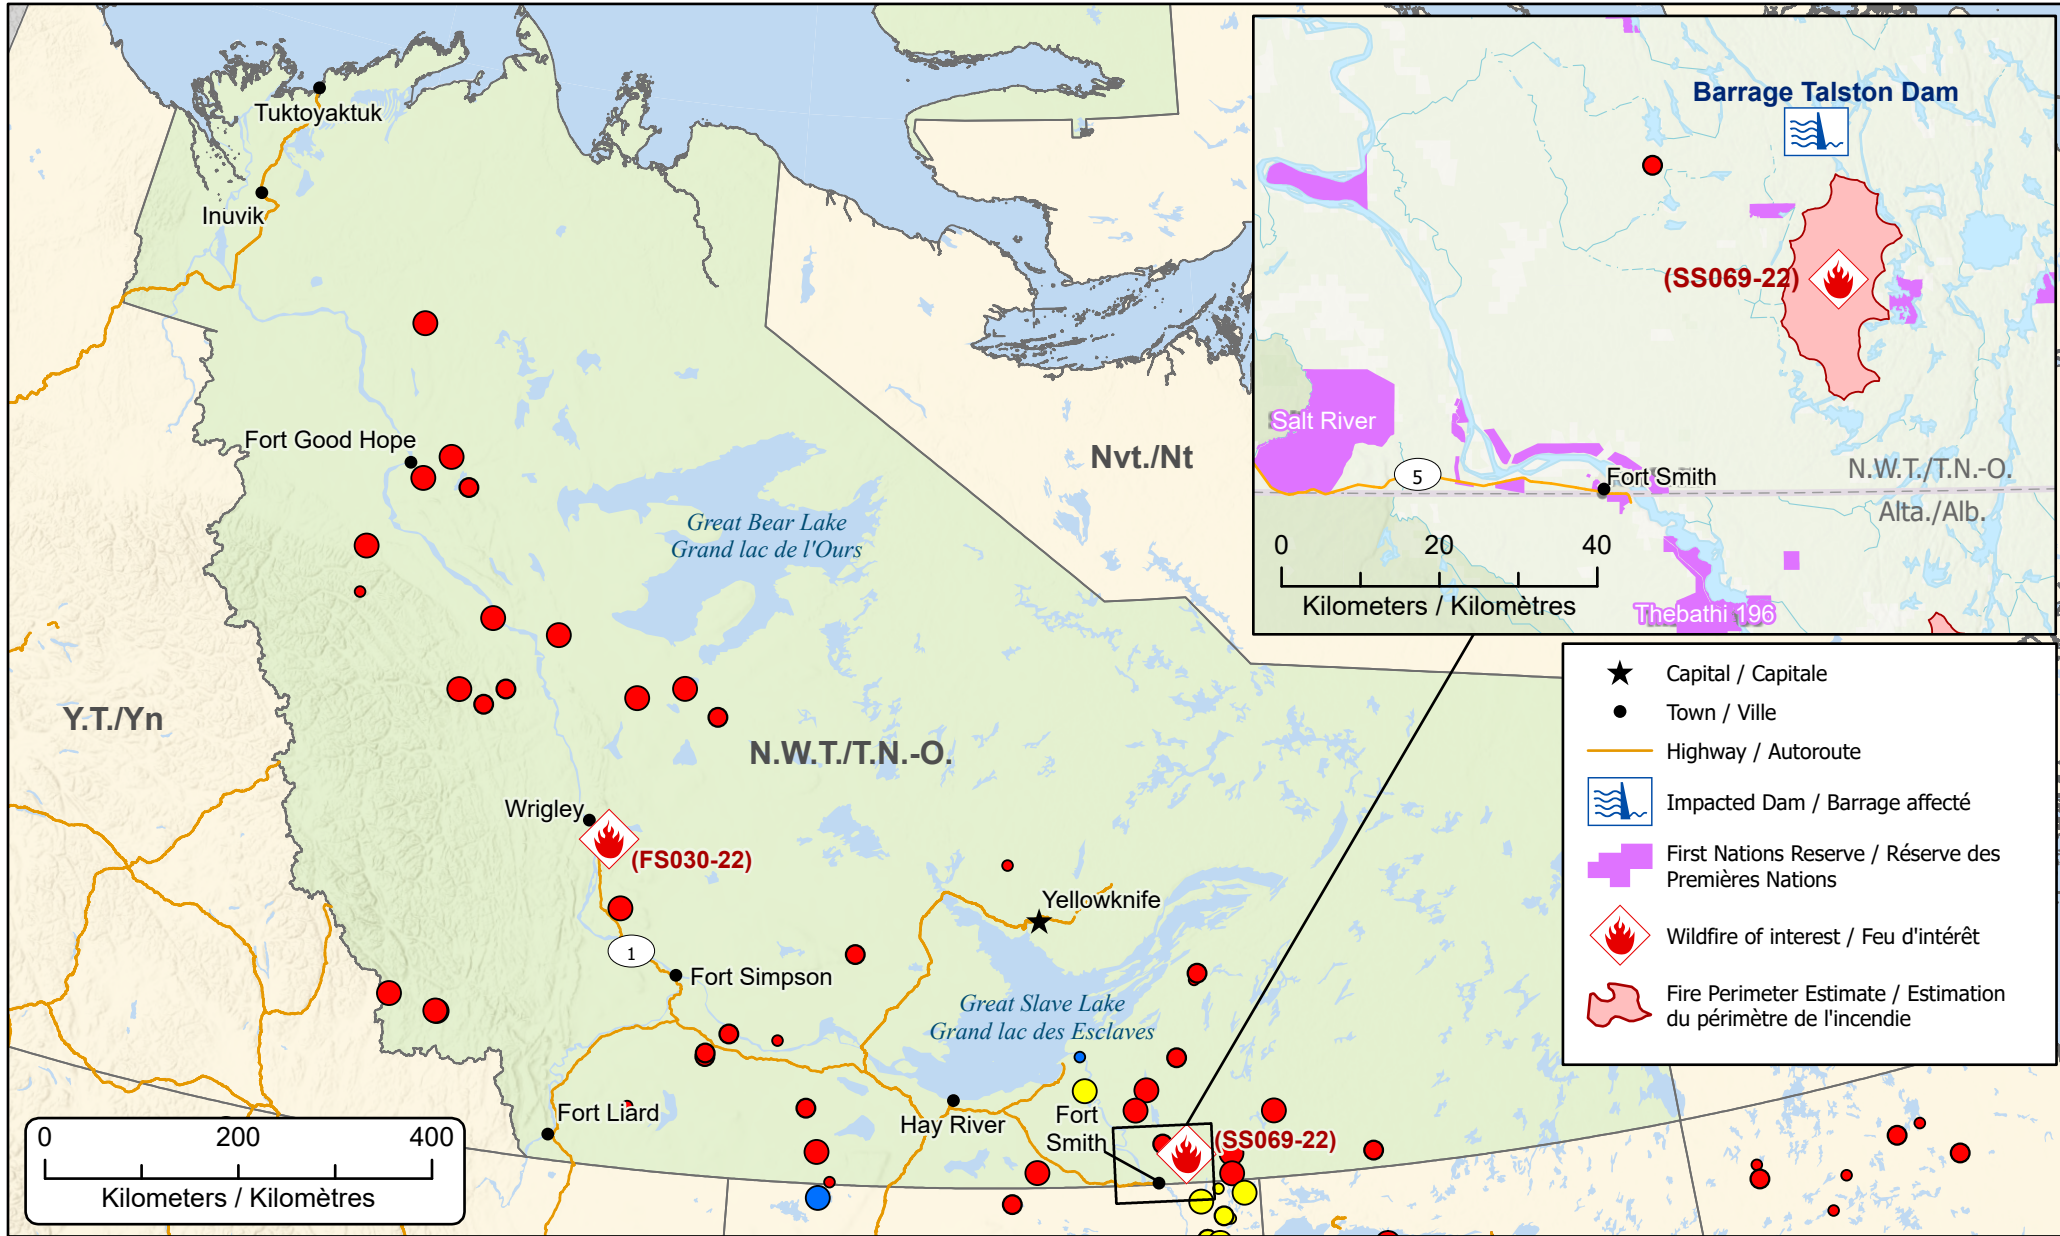 Tuktoyaktuk
Inuvik
Fort Good Hope
Great Bear Lake
Grand lac de l'Ours
Nvt./Nt
Y.T./Yn
N.W.T./T.N.-O.
Wrigley
(FS030-22)
Yellowknife
1
Fort Simpson
Great Slave Lake
Grand lac des Esclaves
Fort Liard
Hay River
Fort
Smith
(SS069-22)
0 200 400
Kilometers / Kilomètres
Barrage Talston Dam
(SS069-22)
Salt River
5
Fort Smith
N.W.T./T.N.-O.
Alta./Alb.
0 20 40
Kilometers / Kilomètres
Thebathi 196
Capital / Capitale
Town / Ville
Highway / Autoroute
Impacted Dam / Barrage affecté
First Nations Reserve / Réserve des
Premières Nations
Wildfire of interest / Feu d'intérêt
Fire Perimeter Estimate / Estimation
du périmètre de l'incendie